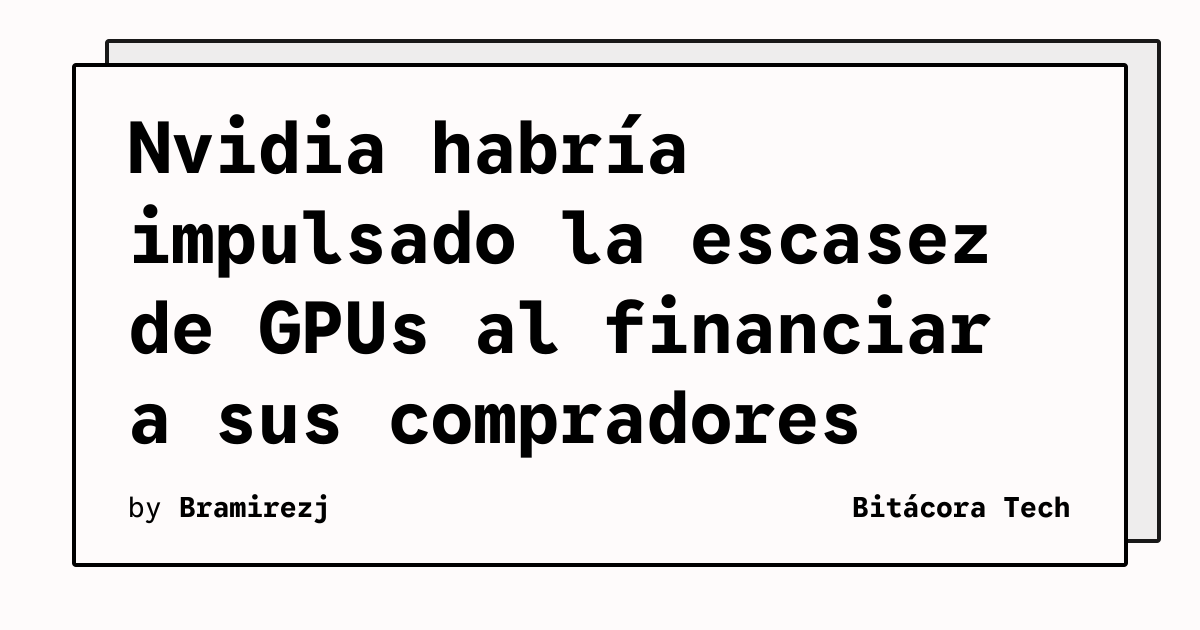 Nvidia habría
impulsado la escasez
de GPUs al financiar
a sus compradores
by Bramirezj
Bitácora Tech